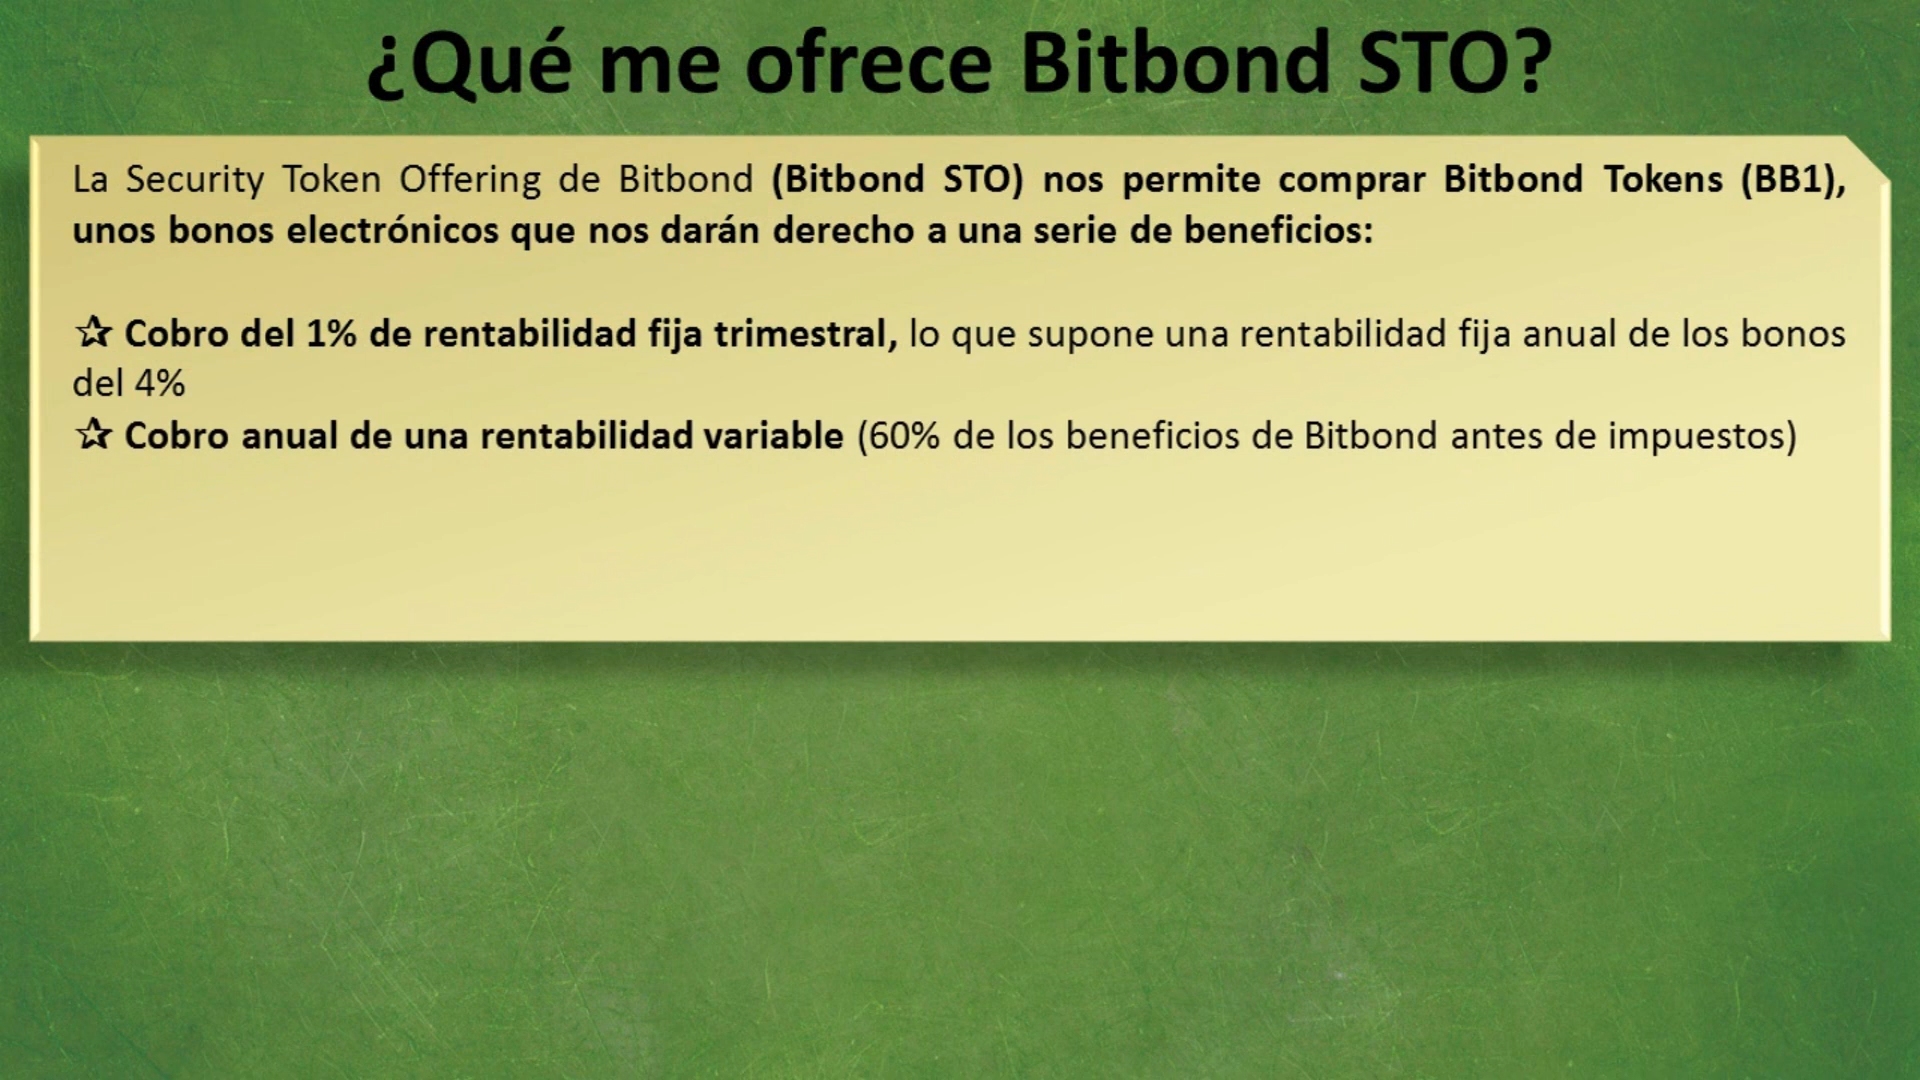 ¿Qué me ofrece Bitbond STO?
La Security Token Offering de Bitbond (Bitbond STO) nos permite comprar Bitbond Tokens (BB1),
unos bonos electrónicos que nos darán derecho a una serie de beneficios:
✰ Cobro del 1% de rentabilidad fija trimestral, lo que supone una rentabilidad fija anual de los bonos
del 4%
✰ Cobro anual de una rentabilidad variable (60% de los beneficios de Bitbond antes de impuestos)